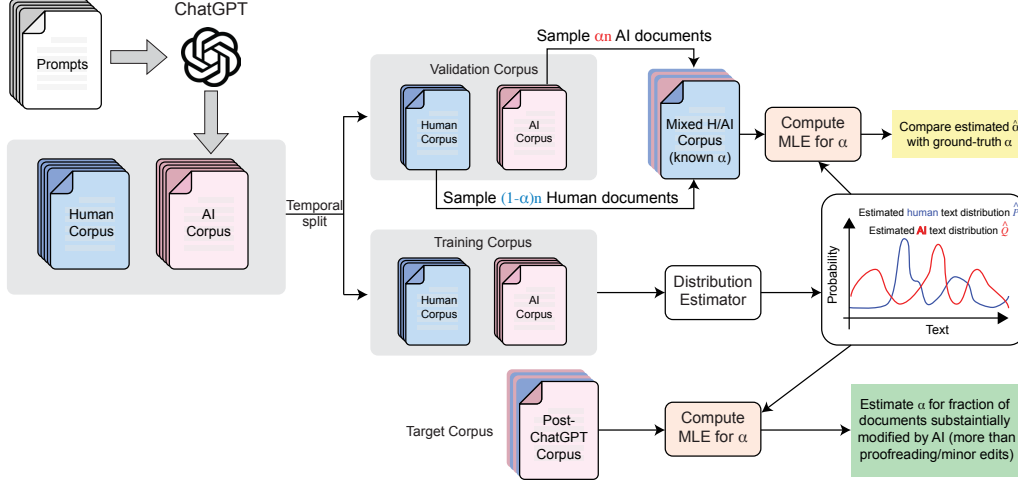 ChatGPT
Prompts
Human
Corpus
AI
Corpus
Temporal
split
Validation Corpus
Human
Corpus
AI
Corpus
Sample αn AI documents
Sample (1-α)n Human documents
Mixed H/AI
Corpus
(known α)
Compute
MLE for α
Compare estimated α̂
with ground-truth α
Training Corpus
Human
Corpus
AI
Corpus
Distribution
Estimator
Estimated human text distribution P̂
Estimated AI text distribution Q̂
Probability
Text
Target Corpus
Post-
ChatGPT
Corpus
Compute
MLE for α
Estimate α for fraction of
documents substaintially
modified by AI (more than
proofreading/minor edits)